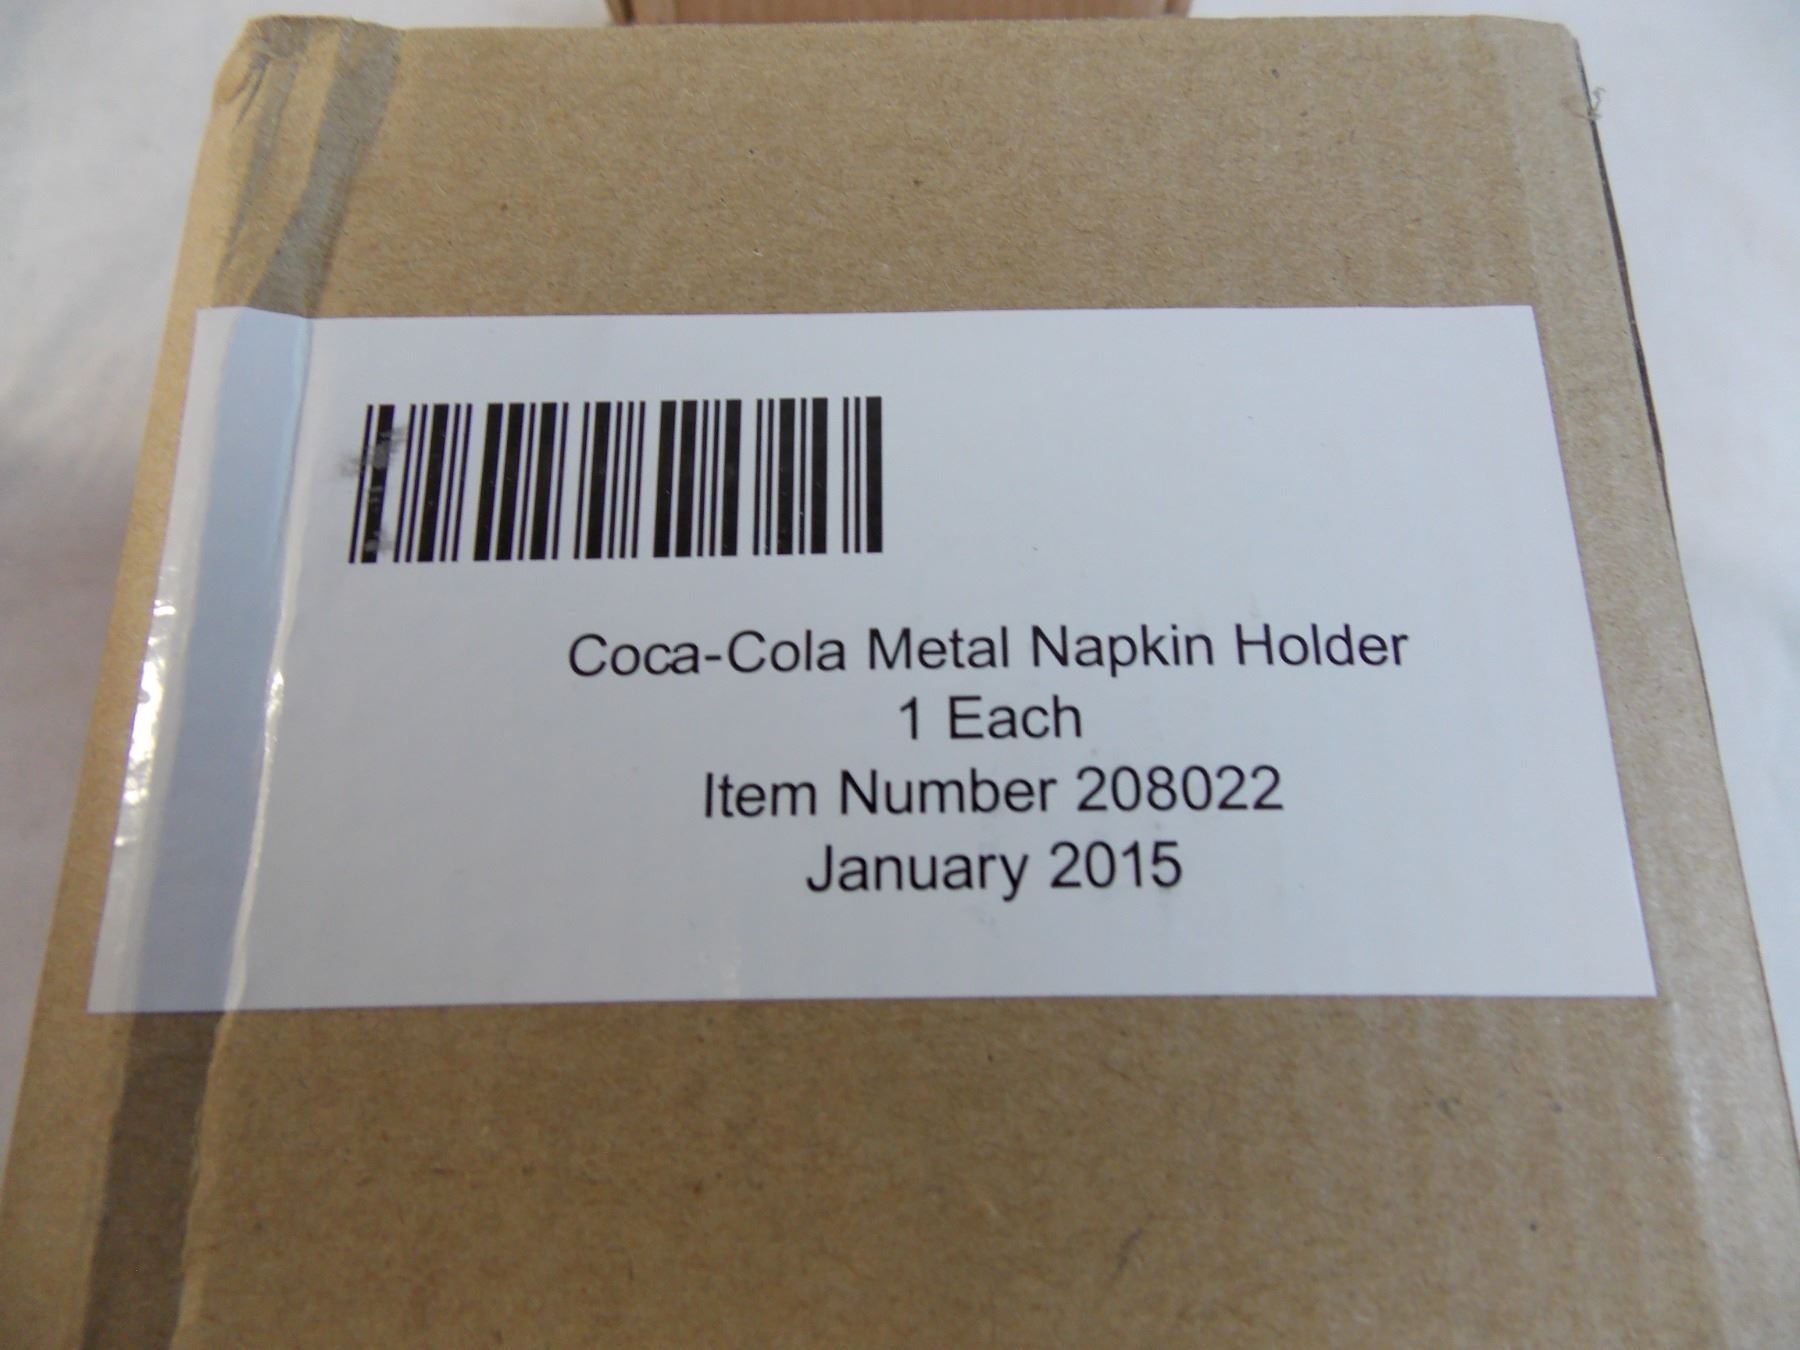 Coca-Cola Metal Napkin Holder
1 Each
Item Number 208022
January 2015